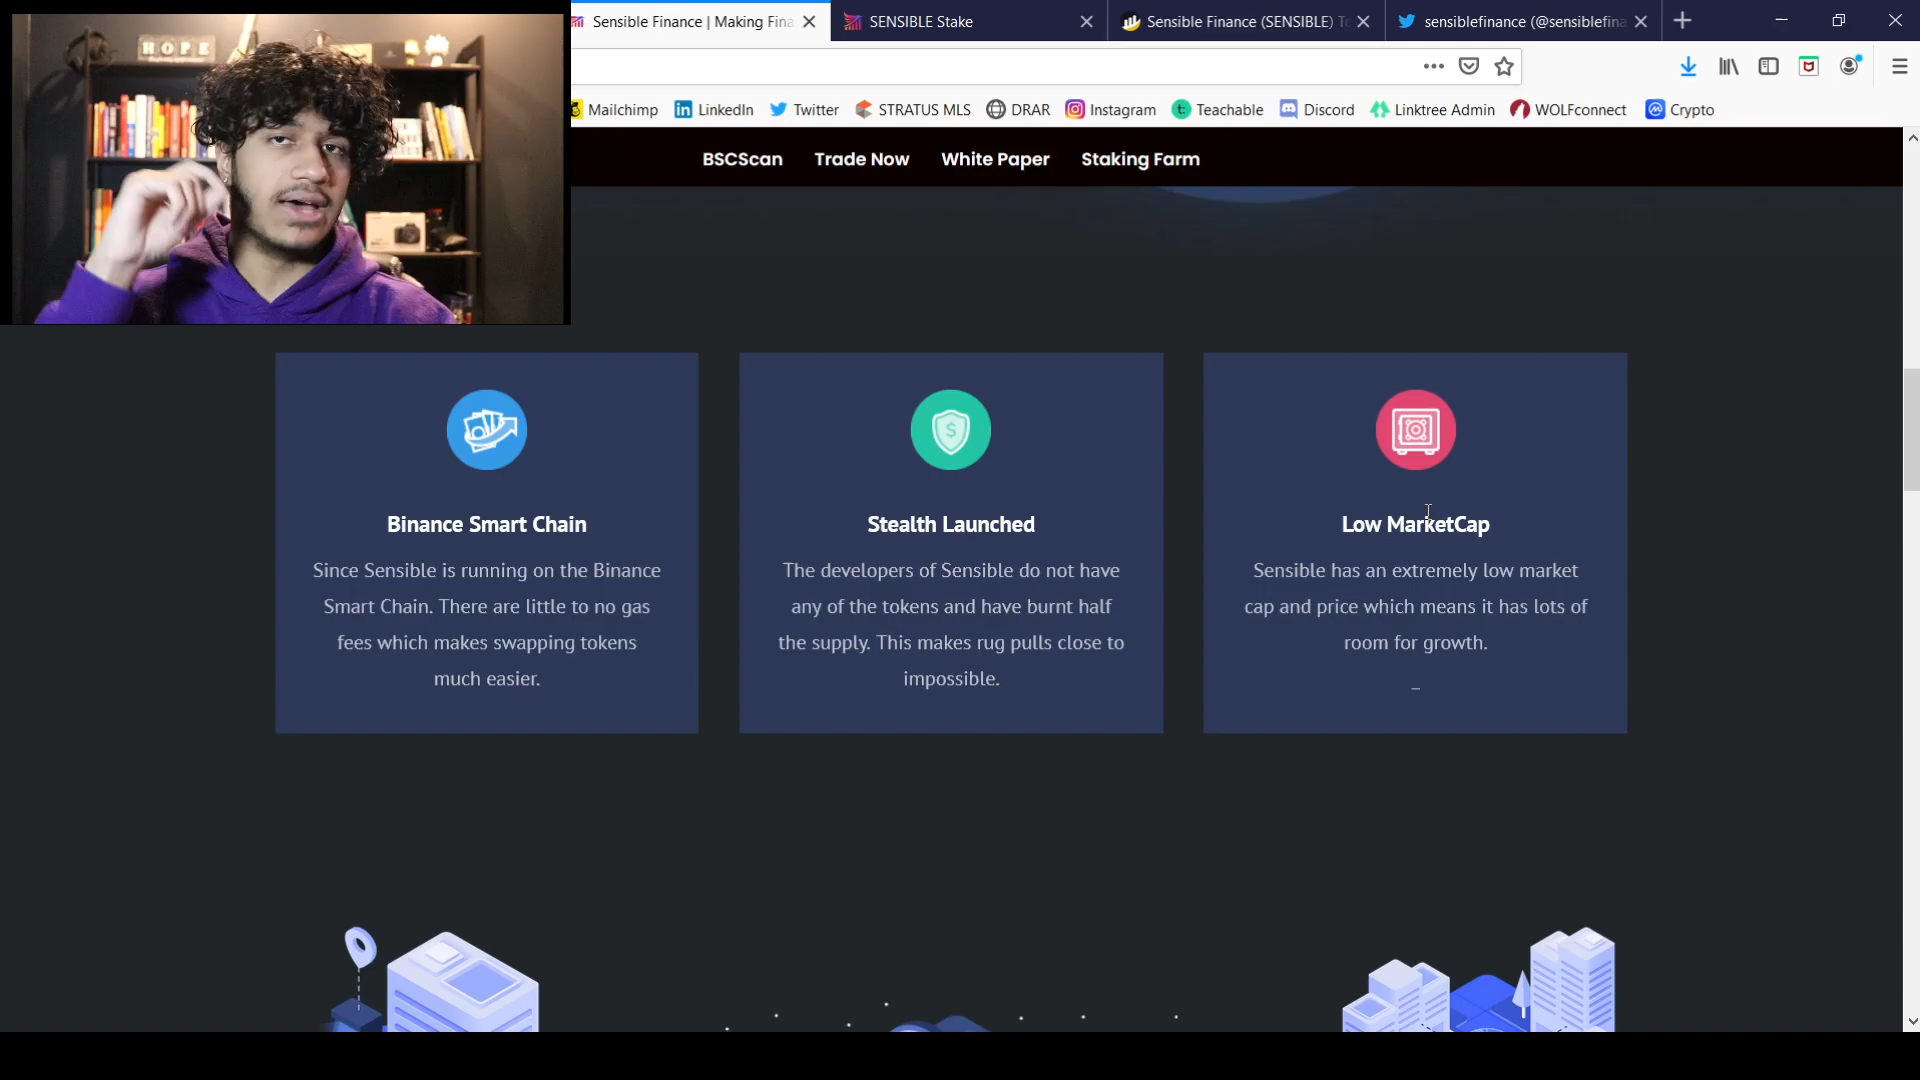 HOPE
Sensible Finance | Making Fina
SENSIBLE Stake
Sensible Finance (SENSIBLE) To
sensiblefinance (@sensiblefina
Mailchimp
LinkedIn
Twitter
STRATUS MLS
DRAR
Instagram
Teachable
Discord
Linktree Admin
WOLFconnect
Crypto
BSCScan
Trade Now
White Paper
Staking Farm
Binance Smart Chain
Since Sensible is running on the Binance
Smart Chain. There are little to no gas
fees which makes swapping tokens
much easier.
Stealth Launched
The developers of Sensible do not have
any of the tokens and have burnt half
the supply. This makes rug pulls close to
impossible.
Low MarketCap
Sensible has an extremely low market
cap and price which means it has lots of
room for growth.
_